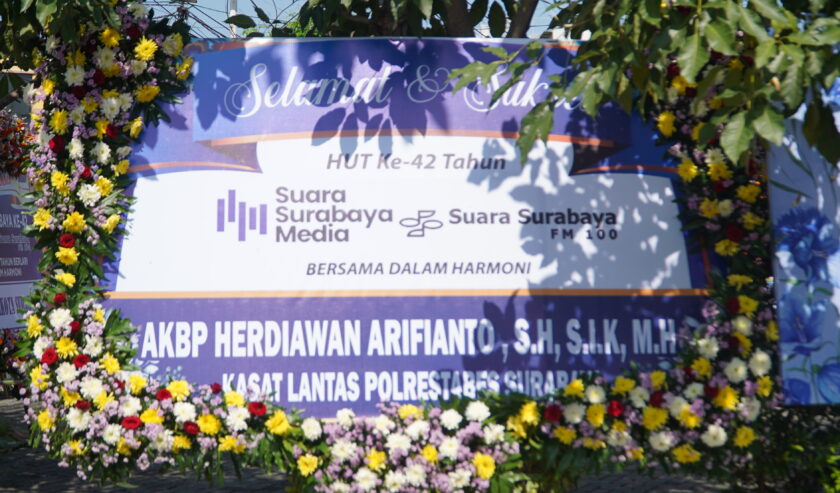 Selamat & Sukses
HUT Ke-42 Tahun
Suara
Surabaya
Media
Suara Surabaya
FM 100
BERSAMA DALAM HARMONI
AKBP HERDIAWAN ARIFIANTO , S.H, S.I.K, M.H
KASAT LANTAS POLRESTABES SURABAYA